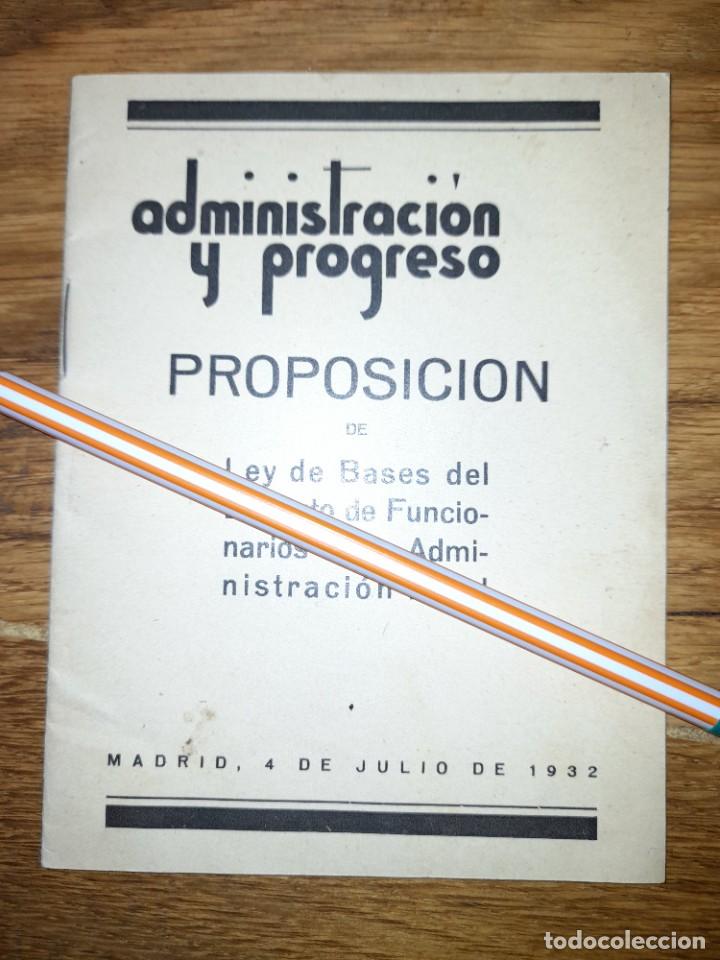 administración
y progreso
PROPOSICION
DE
Ley de Bases del
de Funcio-
narios Admi-
nistración
MADRID, 4 DE JULIO DE 1932
todocoleccion